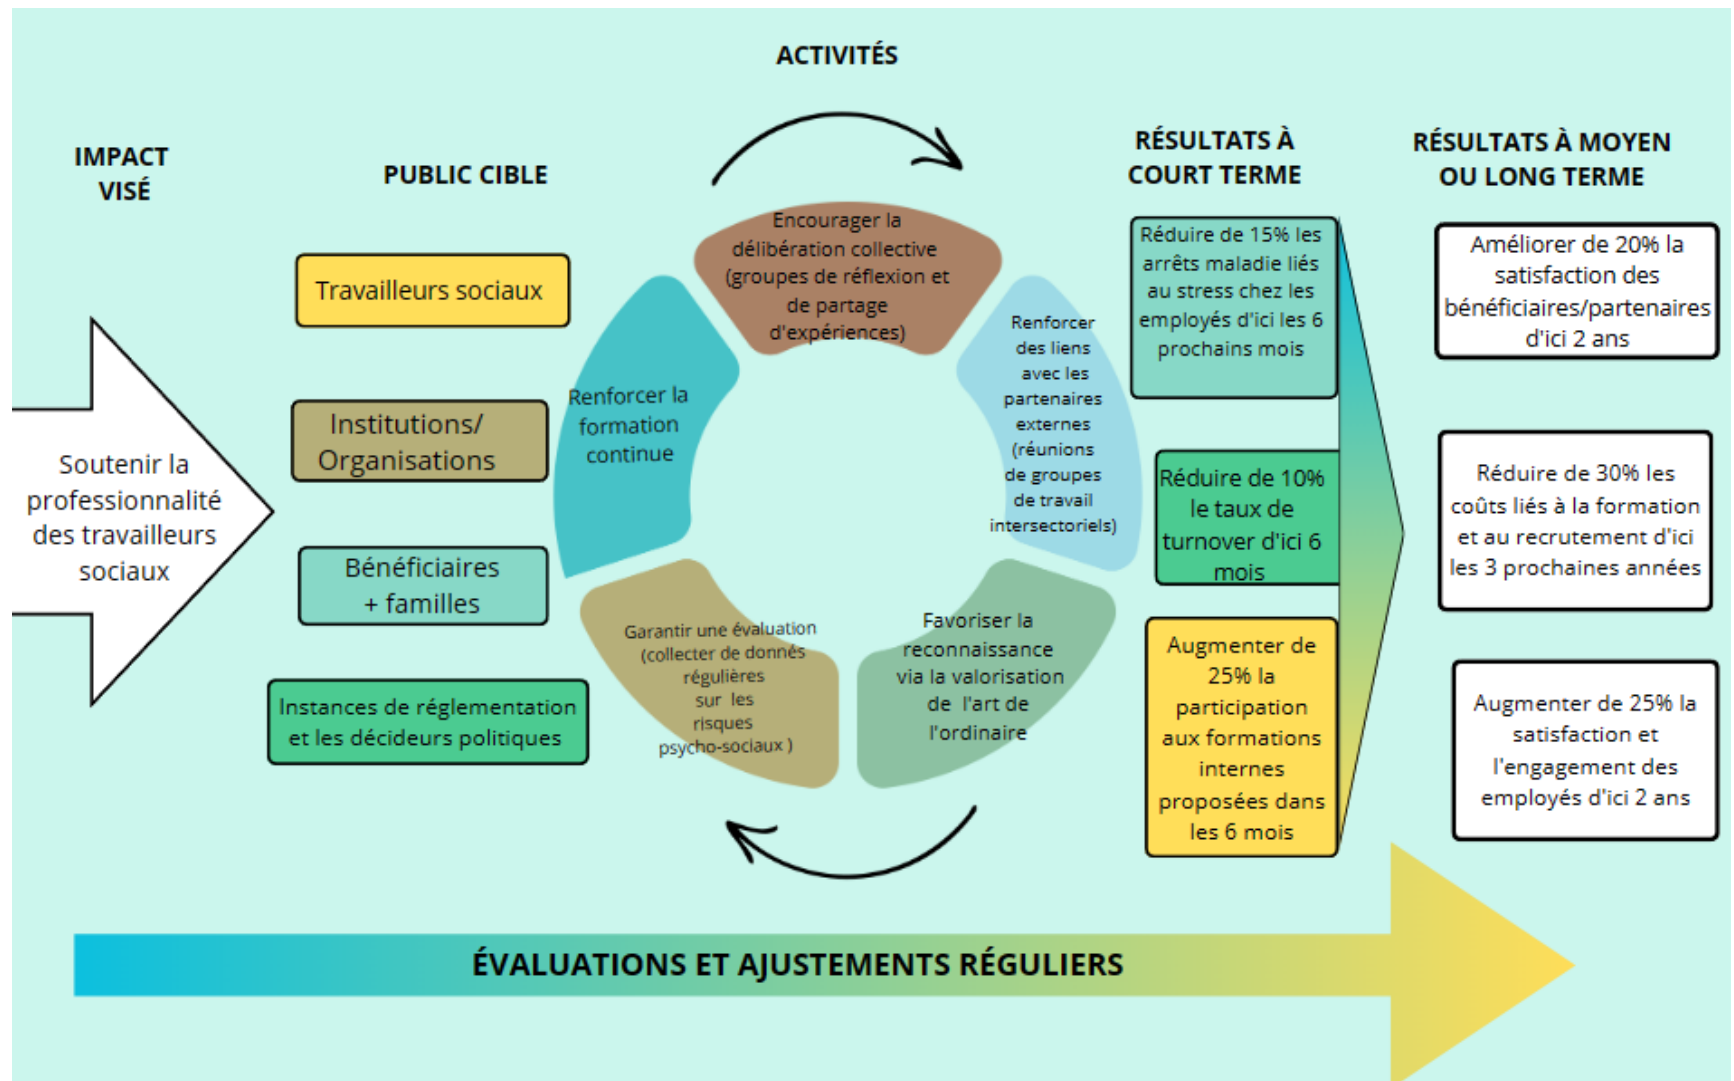 ACTIVITÉS
IMPACT
VISÉ
PUBLIC CIBLE
RÉSULTATS À
COURT TERME
RÉSULTATS À MOYEN
OU LONG TERME
Soutenir la
professionnalité
des travailleurs
sociaux
Travailleurs sociaux
Institutions/
Organisations
Bénéficiaires
+ familles
Instances de réglementation
et les décideurs politiques
Encourager la
délibération collective
(groupes de réflexion et
de partage
d'expériences)
Renforcer
des liens
avec les
partenaires
externes
(réunions
de groupes
de travail
intersectoriels)
Favoriser la
reconnaissance
via la valorisation
de l'art de
l'ordinaire
Garantir une évaluation
(collecter de donnés
régulières
sur les
risques
psycho-sociaux )
Renforcer la
formation
continue
Réduire de 15% les
arrêts maladie liés
au stress chez les
employés d'ici les 6
prochains mois
Réduire de 10%
le taux de
turnover d'ici 6
mois
Augmenter de
25% la
participation
aux formations
internes
proposées dans
les 6 mois
Améliorer de 20% la
satisfaction des
bénéficiaires/partenaires
d'ici 2 ans
Réduire de 30% les
coûts liés à la formation
et au recrutement d'ici
les 3 prochaines années
Augmenter de 25% la
satisfaction et
l'engagement des
employés d'ici 2 ans
ÉVALUATIONS ET AJUSTEMENTS RÉGULIERS